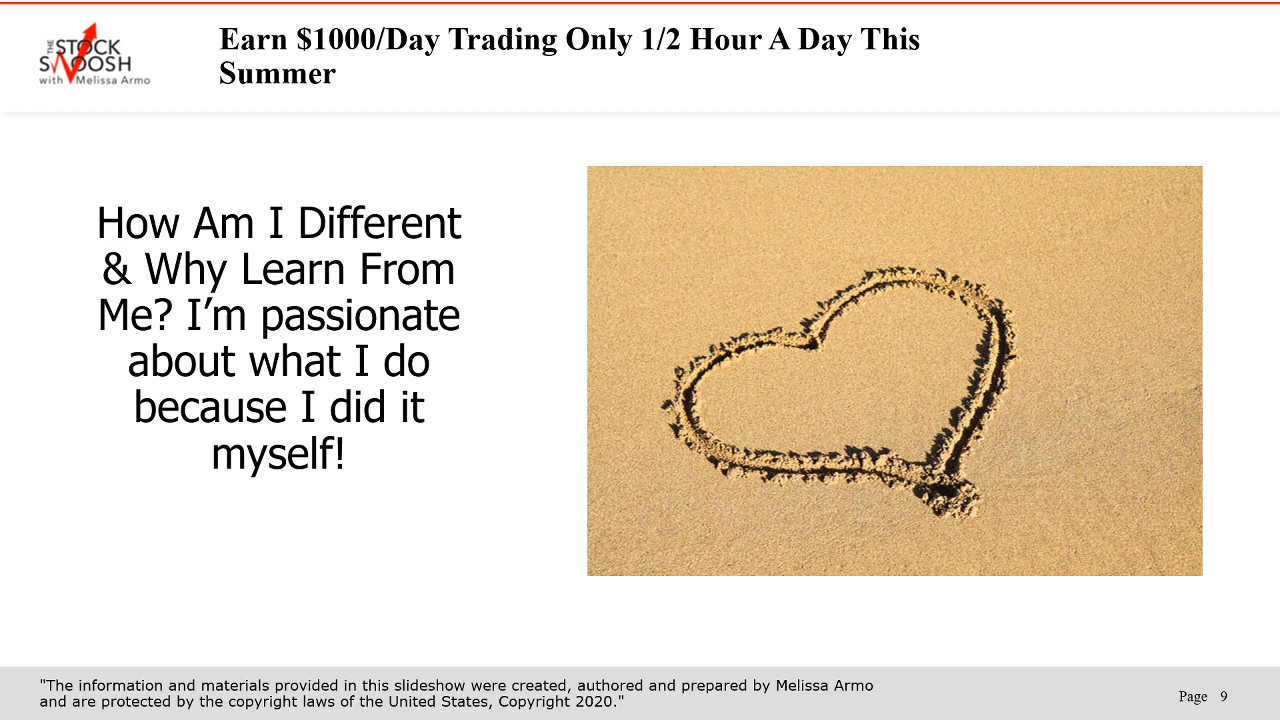 THE
STOCK
SWOOSH
with Melissa Armo
Earn $1000/Day Trading Only 1/2 Hour A Day This
Summer
How Am I Different
& Why Learn From
Me? I’m passionate
about what I do
because I did it
myself!
"The information and materials provided in this slideshow were created, authored and prepared by Melissa Armo
and are protected by the copyright laws of the United States, Copyright 2020."
Page 9